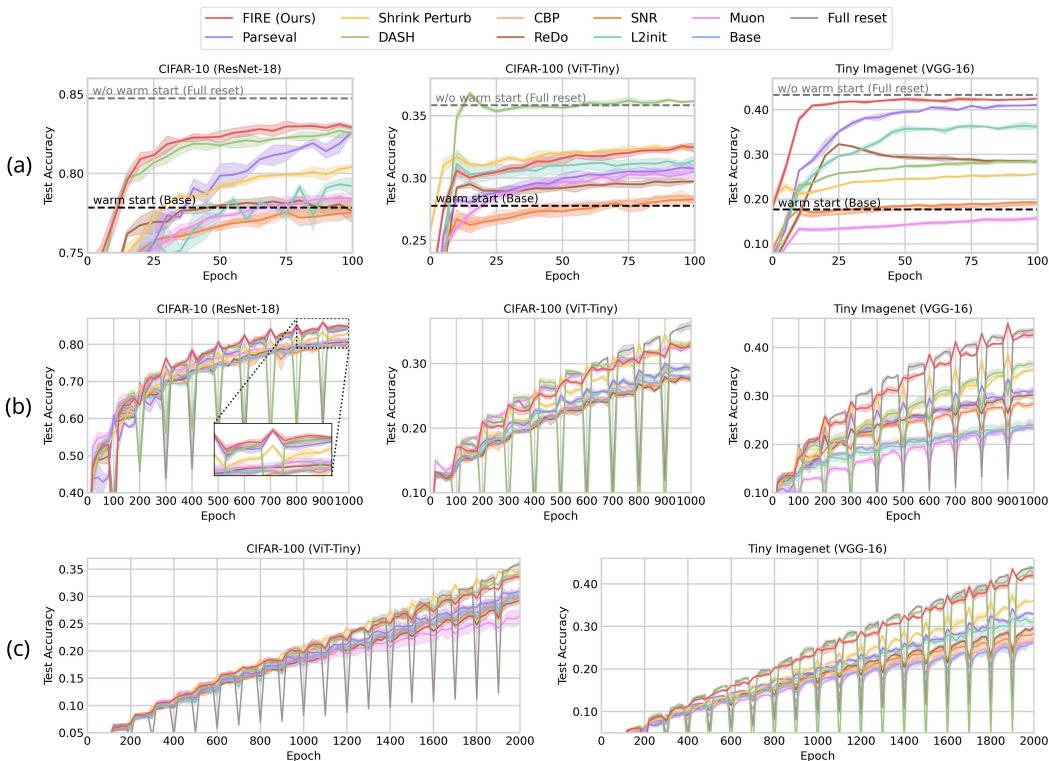 FIRE (Ours) Shrink Perturb CBP SNR Muon Full reset
Parseval DASH ReDo L2init Base
(a)
CIFAR-10 (ResNet-18)
w/o warm start (Full reset)
warm start (Base)
Test Accuracy
0.85
0.80
0.75
0 25 50 75 100
Epoch
CIFAR-100 (ViT-Tiny)
w/o warm start (Full reset)
warm start (Base)
Test Accuracy
0.35
0.30
0.25
0 25 50 75 100
Epoch
Tiny Imagenet (VGG-16)
w/o warm start (Full reset)
warm start (Base)
Test Accuracy
0.40
0.30
0.20
0.10
0 25 50 75 100
Epoch
(b)
CIFAR-10 (ResNet-18)
Test Accuracy
0.80
0.70
0.60
0.50
0.40
0 100 200 300 400 500 600 700 800 900 1000
Epoch
CIFAR-100 (ViT-Tiny)
Test Accuracy
0.30
0.20
0.10
0 100 200 300 400 500 600 700 800 900 1000
Epoch
Tiny Imagenet (VGG-16)
Test Accuracy
0.40
0.30
0.20
0.10
0 100 200 300 400 500 600 700 800 900 1000
Epoch
(c)
CIFAR-100 (ViT-Tiny)
Test Accuracy
0.35
0.30
0.25
0.20
0.15
0.10
0.05
0 200 400 600 800 1000 1200 1400 1600 1800 2000
Epoch
Tiny Imagenet (VGG-16)
Test Accuracy
0.40
0.30
0.20
0.10
0 200 400 600 800 1000 1200 1400 1600 1800 2000
Epoch